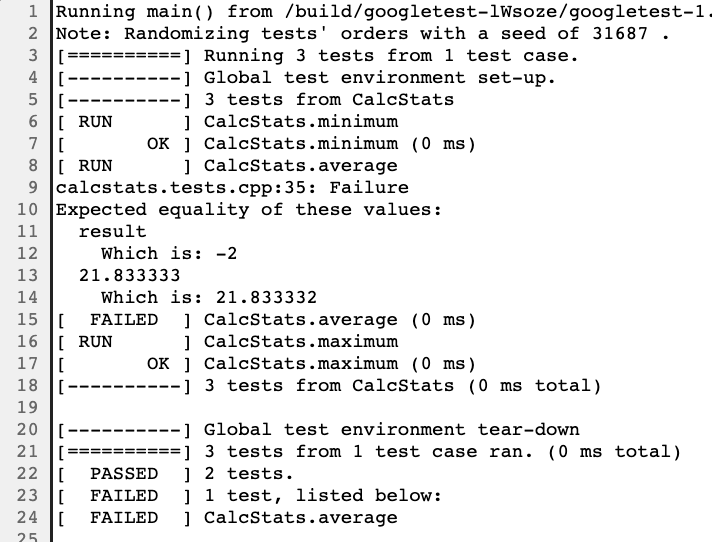 1 Running main() from /build/googletest-lWsoze/googletest-1.
2 Note: Randomizing tests' orders with a seed of 31687 .
3 [==========] Running 3 tests from 1 test case.
4 [----------] Global test environment set-up.
5 [----------] 3 tests from CalcStats
6 [ RUN      ] CalcStats.minimum
7 [       OK ] CalcStats.minimum (0 ms)
8 [ RUN      ] CalcStats.average
9 calcstats.tests.cpp:35: Failure
10 Expected equality of these values:
11   result
12     Which is: -2
13   21.833333
14     Which is: 21.833332
15 [  FAILED  ] CalcStats.average (0 ms)
16 [ RUN      ] CalcStats.maximum
17 [       OK ] CalcStats.maximum (0 ms)
18 [----------] 3 tests from CalcStats (0 ms total)
19
20 [----------] Global test environment tear-down
21 [==========] 3 tests from 1 test case ran. (0 ms total)
22 [  PASSED  ] 2 tests.
23 [  FAILED  ] 1 test, listed below:
24 [  FAILED  ] CalcStats.average
25